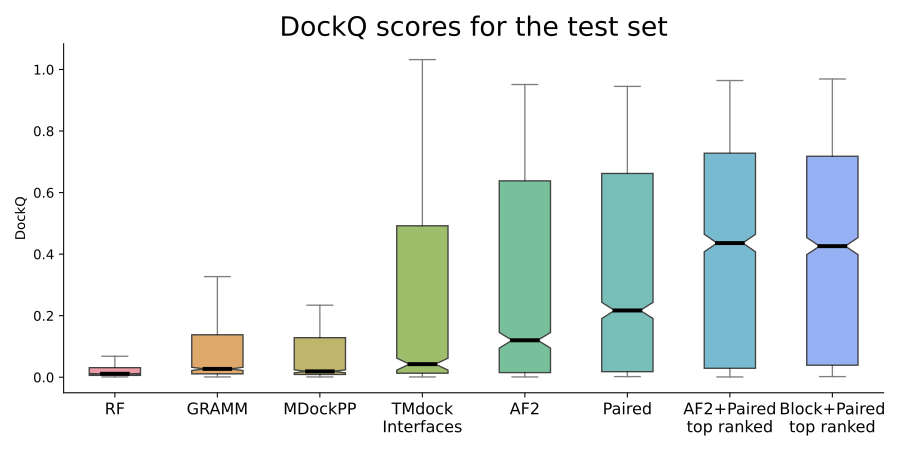 DockQ scores for the test set
DockQ
1.0
0.8
0.6
0.4
0.2
0.0
RF
GRAMM
MDockPP
TMdock
Interfaces
AF2
Paired
AF2+Paired
top ranked
Block+Paired
top ranked